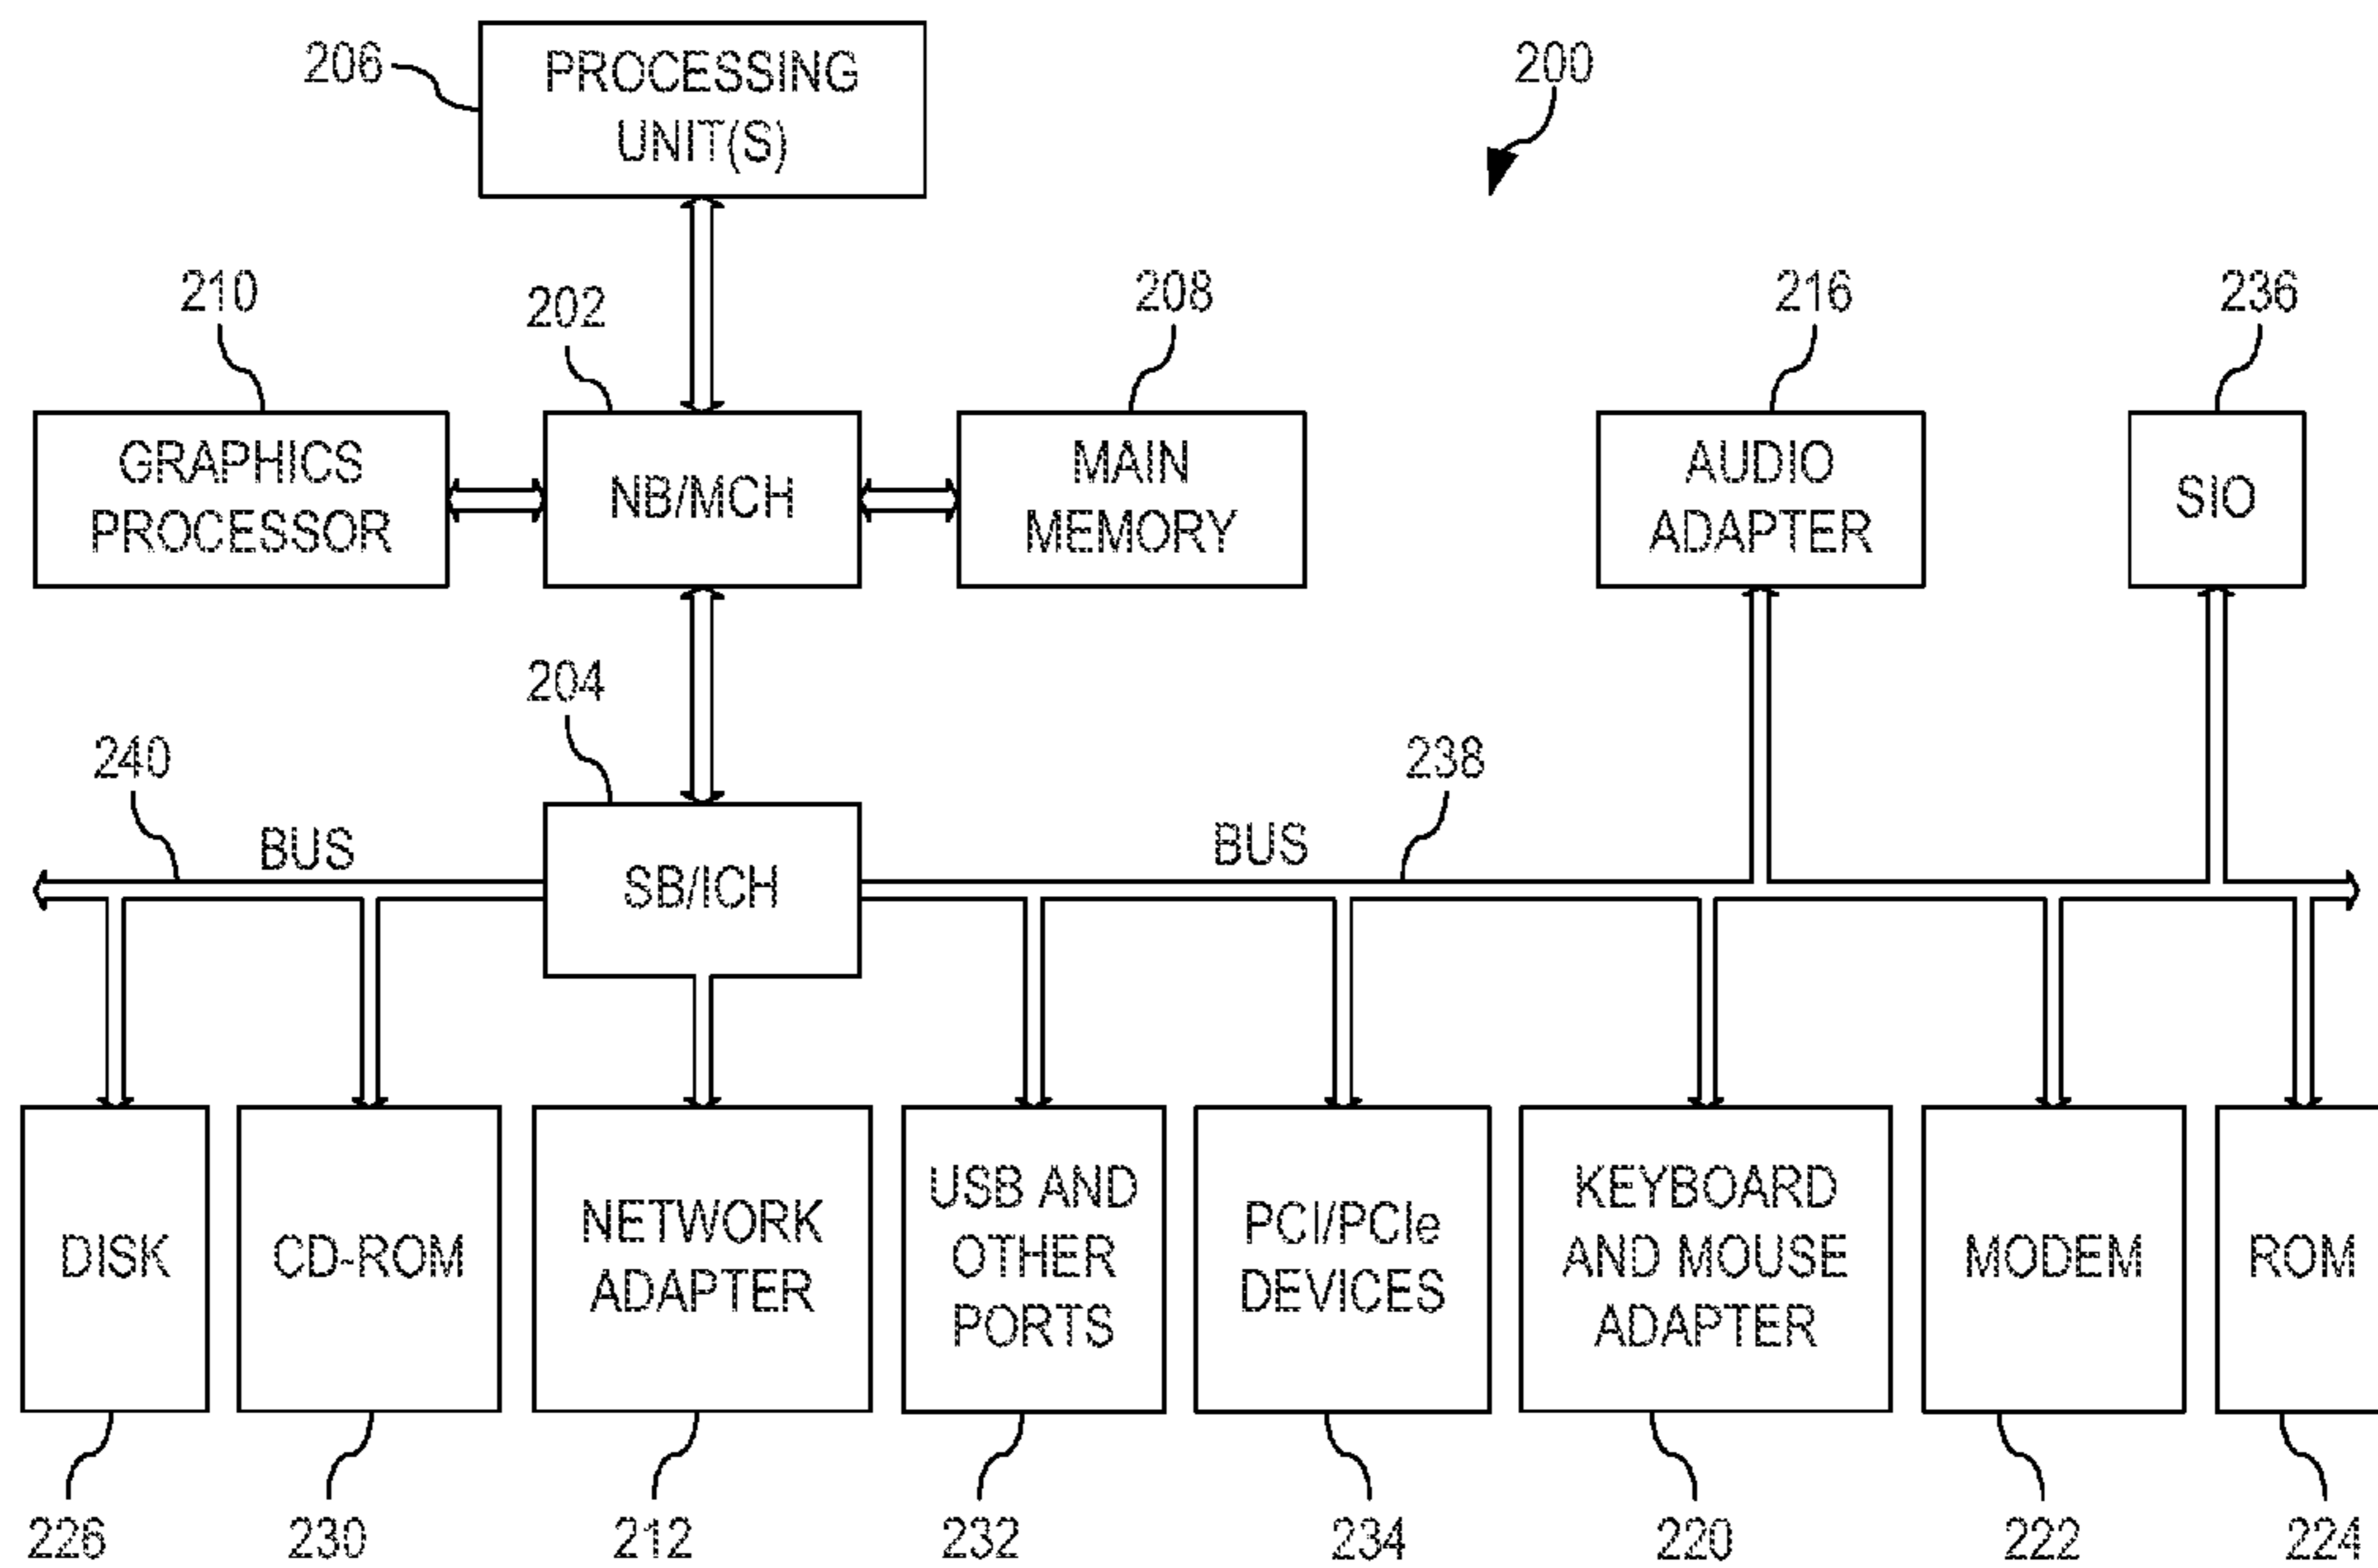 206
PROCESSING
UNIT(S)
200
210
202
208
216
236
GRAPHICS
PROCESSOR
NB/MCH
MAIN
MEMORY
AUDIO
ADAPTER
SIO
204
240
238
BUS
SB/ICH
BUS
DISK
CD-ROM
NETWORK
ADAPTER
USB AND
OTHER
PORTS
PCI/PCIe
DEVICES
KEYBOARD
AND MOUSE
ADAPTER
MODEM
ROM
226
230
212
232
234
220
222
224